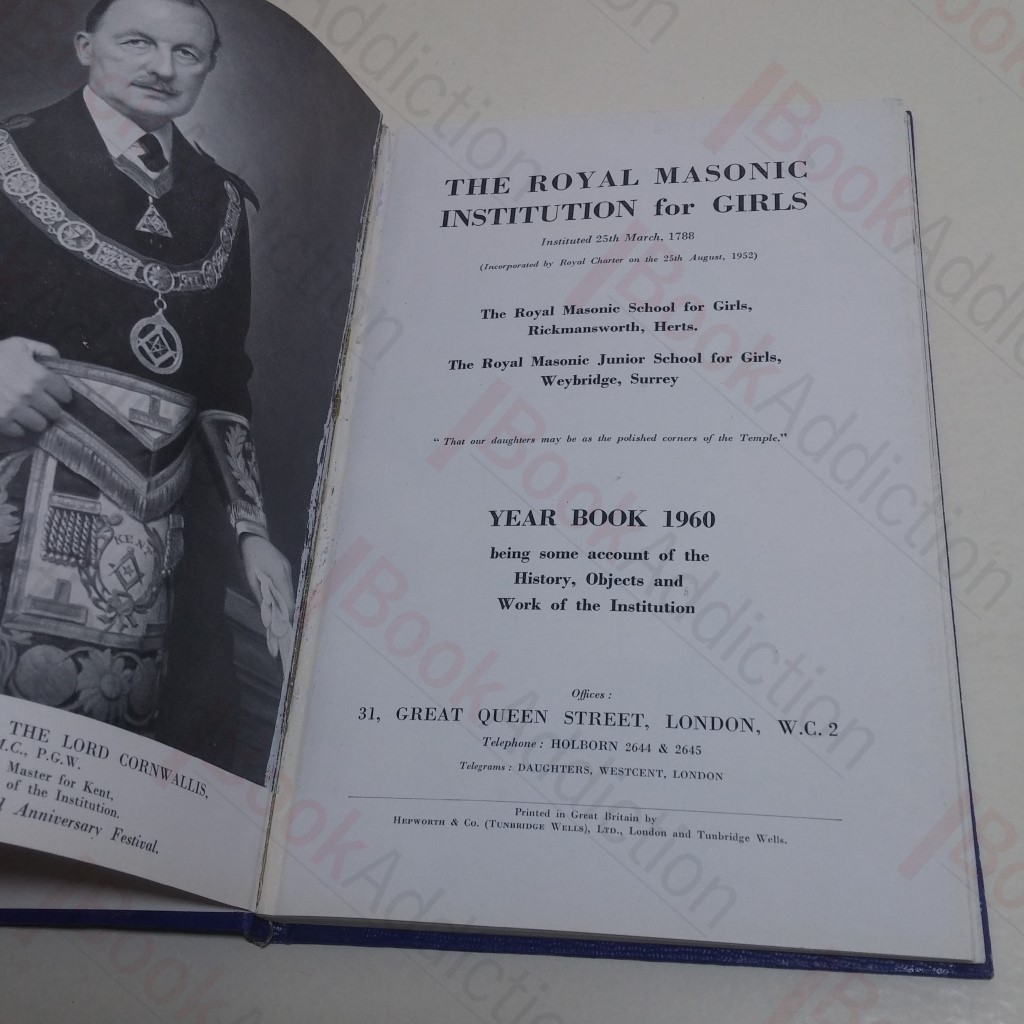 THE LORD CORNWALLIS,
M.C., P.G.W.
Master for Kent,
of the Institution.
Anniversary Festival.
KENT
THE ROYAL MASONIC
INSTITUTION for GIRLS
Instituted 25th March, 1788
(Incorporated by Royal Charter on the 25th August, 1952)
The Royal Masonic School for Girls,
Rickmansworth, Herts.
The Royal Masonic Junior School for Girls,
Weybridge, Surrey
“ That our daughters may be as the polished corners of the Temple.”
YEAR BOOK 1960
being some account of the
History, Objects and
Work of the Institution
Offices :
31, GREAT QUEEN STREET, LONDON, W.C. 2
Telephone : HOLBORN 2644 & 2645
Telegrams : DAUGHTERS, WESTCENT, LONDON
Printed in Great Britain by
HEPWORTH & CO. (TUNBRIDGE WELLS), LTD., London and Tunbridge Wells.
BookAddiction
BookAddiction
BookAddiction
BookAddiction